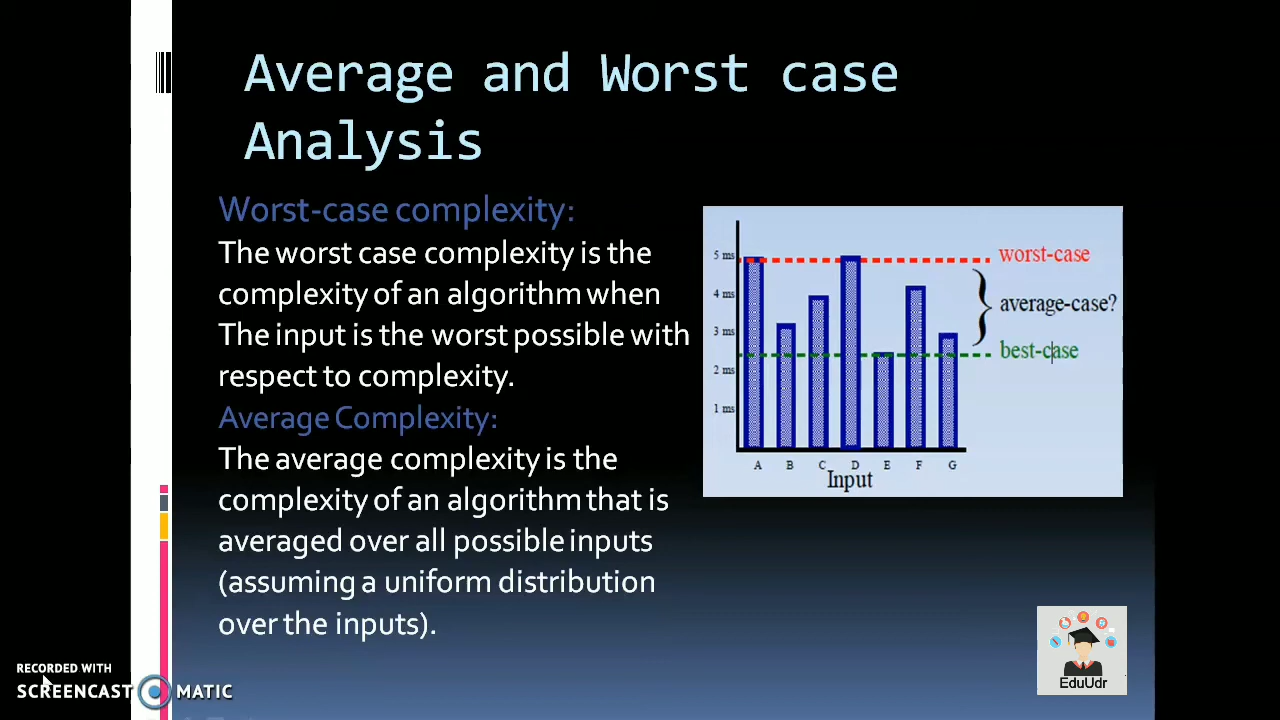 Average and Worst case
Analysis
Worst-case complexity:
The worst case complexity is the
complexity of an algorithm when
The input is the worst possible with
respect to complexity.
Average Complexity:
The average complexity is the
complexity of an algorithm that is
averaged over all possible inputs
(assuming a uniform distribution
over the inputs).
5 ms
4 ms
3 ms
2 ms
1 ms
worst-case
average-case?
best-case
A B C D E F G
Input
EduUdr
RECORDED WITH
SCREENCAST MATIC